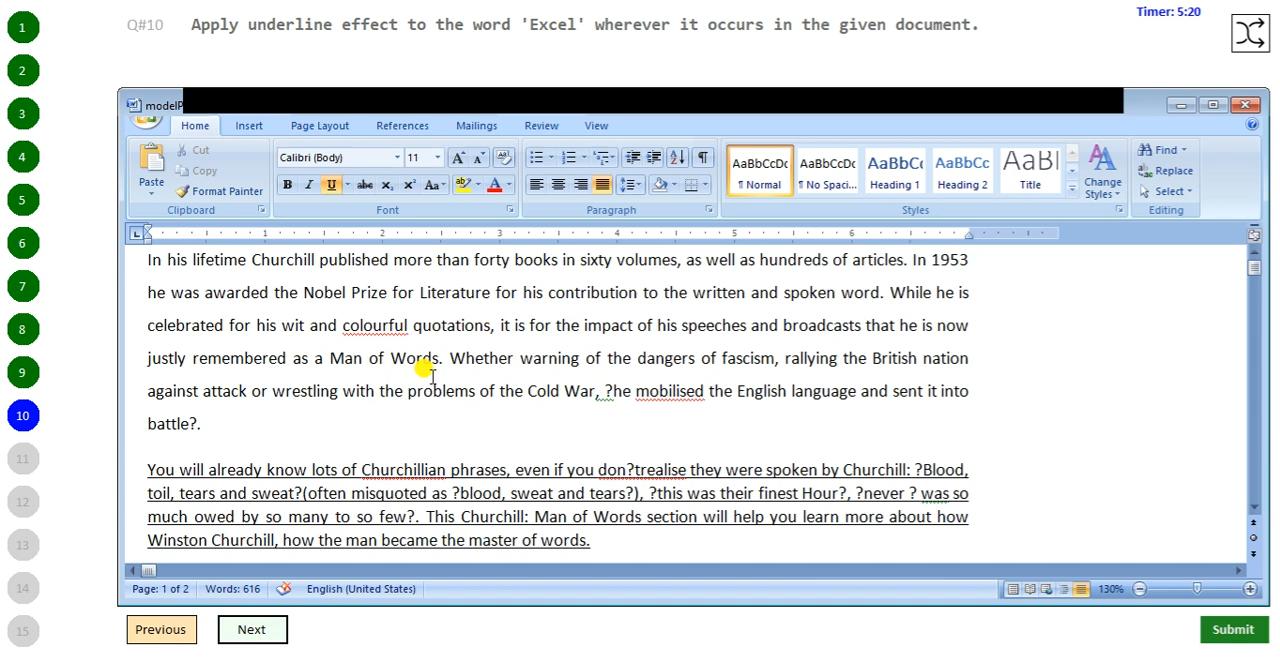 1
2
3
4
5
6
7
8
9
10
11
12
13
14
15
Q#10 Apply underline effect to the word 'Excel' wherever it occurs in the given document.
Timer: 5:20
modelP
Home Insert Page Layout References Mailings Review View
Paste
Cut
Copy
Format Painter
Clipboard
Calibri (Body) 11
B I U abe X₂ X² Aa
Font
Paragraph
AaBbCcDc AaBbCcDc AaBbCc AaBbCc AaBl
¶ Normal ¶ No Spaci... Heading 1 Heading 2 Title
Change
Styles
Styles
Find
Replace
Select
Editing
1 2 3 4 5 6
In his lifetime Churchill published more than forty books in sixty volumes, as well as hundreds of articles. In 1953
he was awarded the Nobel Prize for Literature for his contribution to the written and spoken word. While he is
celebrated for his wit and colourful quotations, it is for the impact of his speeches and broadcasts that he is now
justly remembered as a Man of Words. Whether warning of the dangers of fascism, rallying the British nation
against attack or wrestling with the problems of the Cold War, ?he mobilised the English language and sent it into
battle?.
You will already know lots of Churchillian phrases, even if you don?trealise they were spoken by Churchill: ?Blood,
toil, tears and sweat?(often misquoted as ?blood, sweat and tears?), ?this was their finest Hour?, ?never ? was so
much owed by so many to so few?. This Churchill: Man of Words section will help you learn more about how
Winston Churchill, how the man became the master of words.
Page: 1 of 2 Words: 616 English (United States) 130%
Previous Next Submit